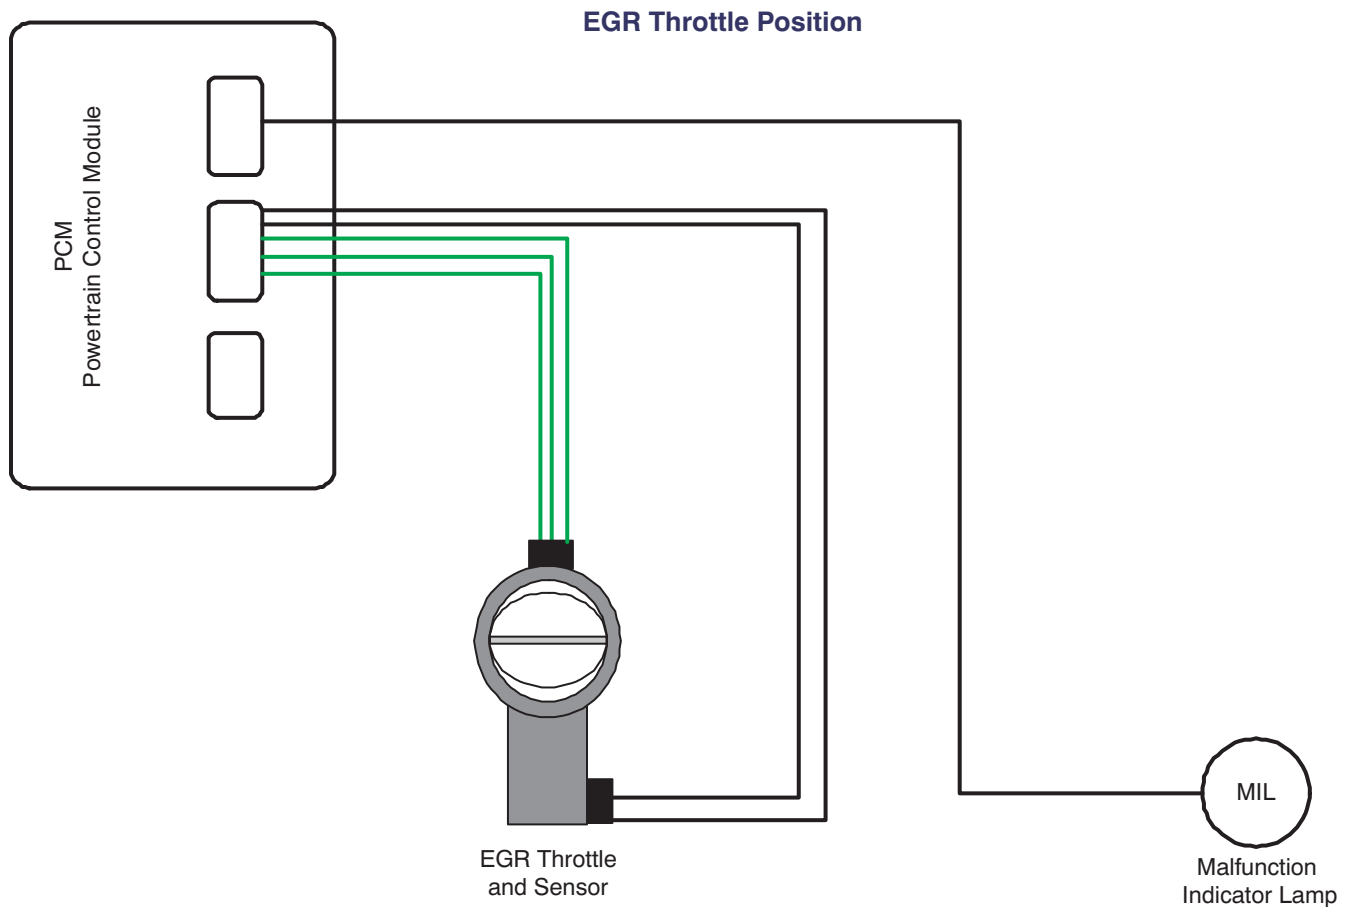 EGR Throttle Position
PCM
Powertrain Control Module
EGR Throttle
and Sensor
MIL
Malfunction
Indicator Lamp